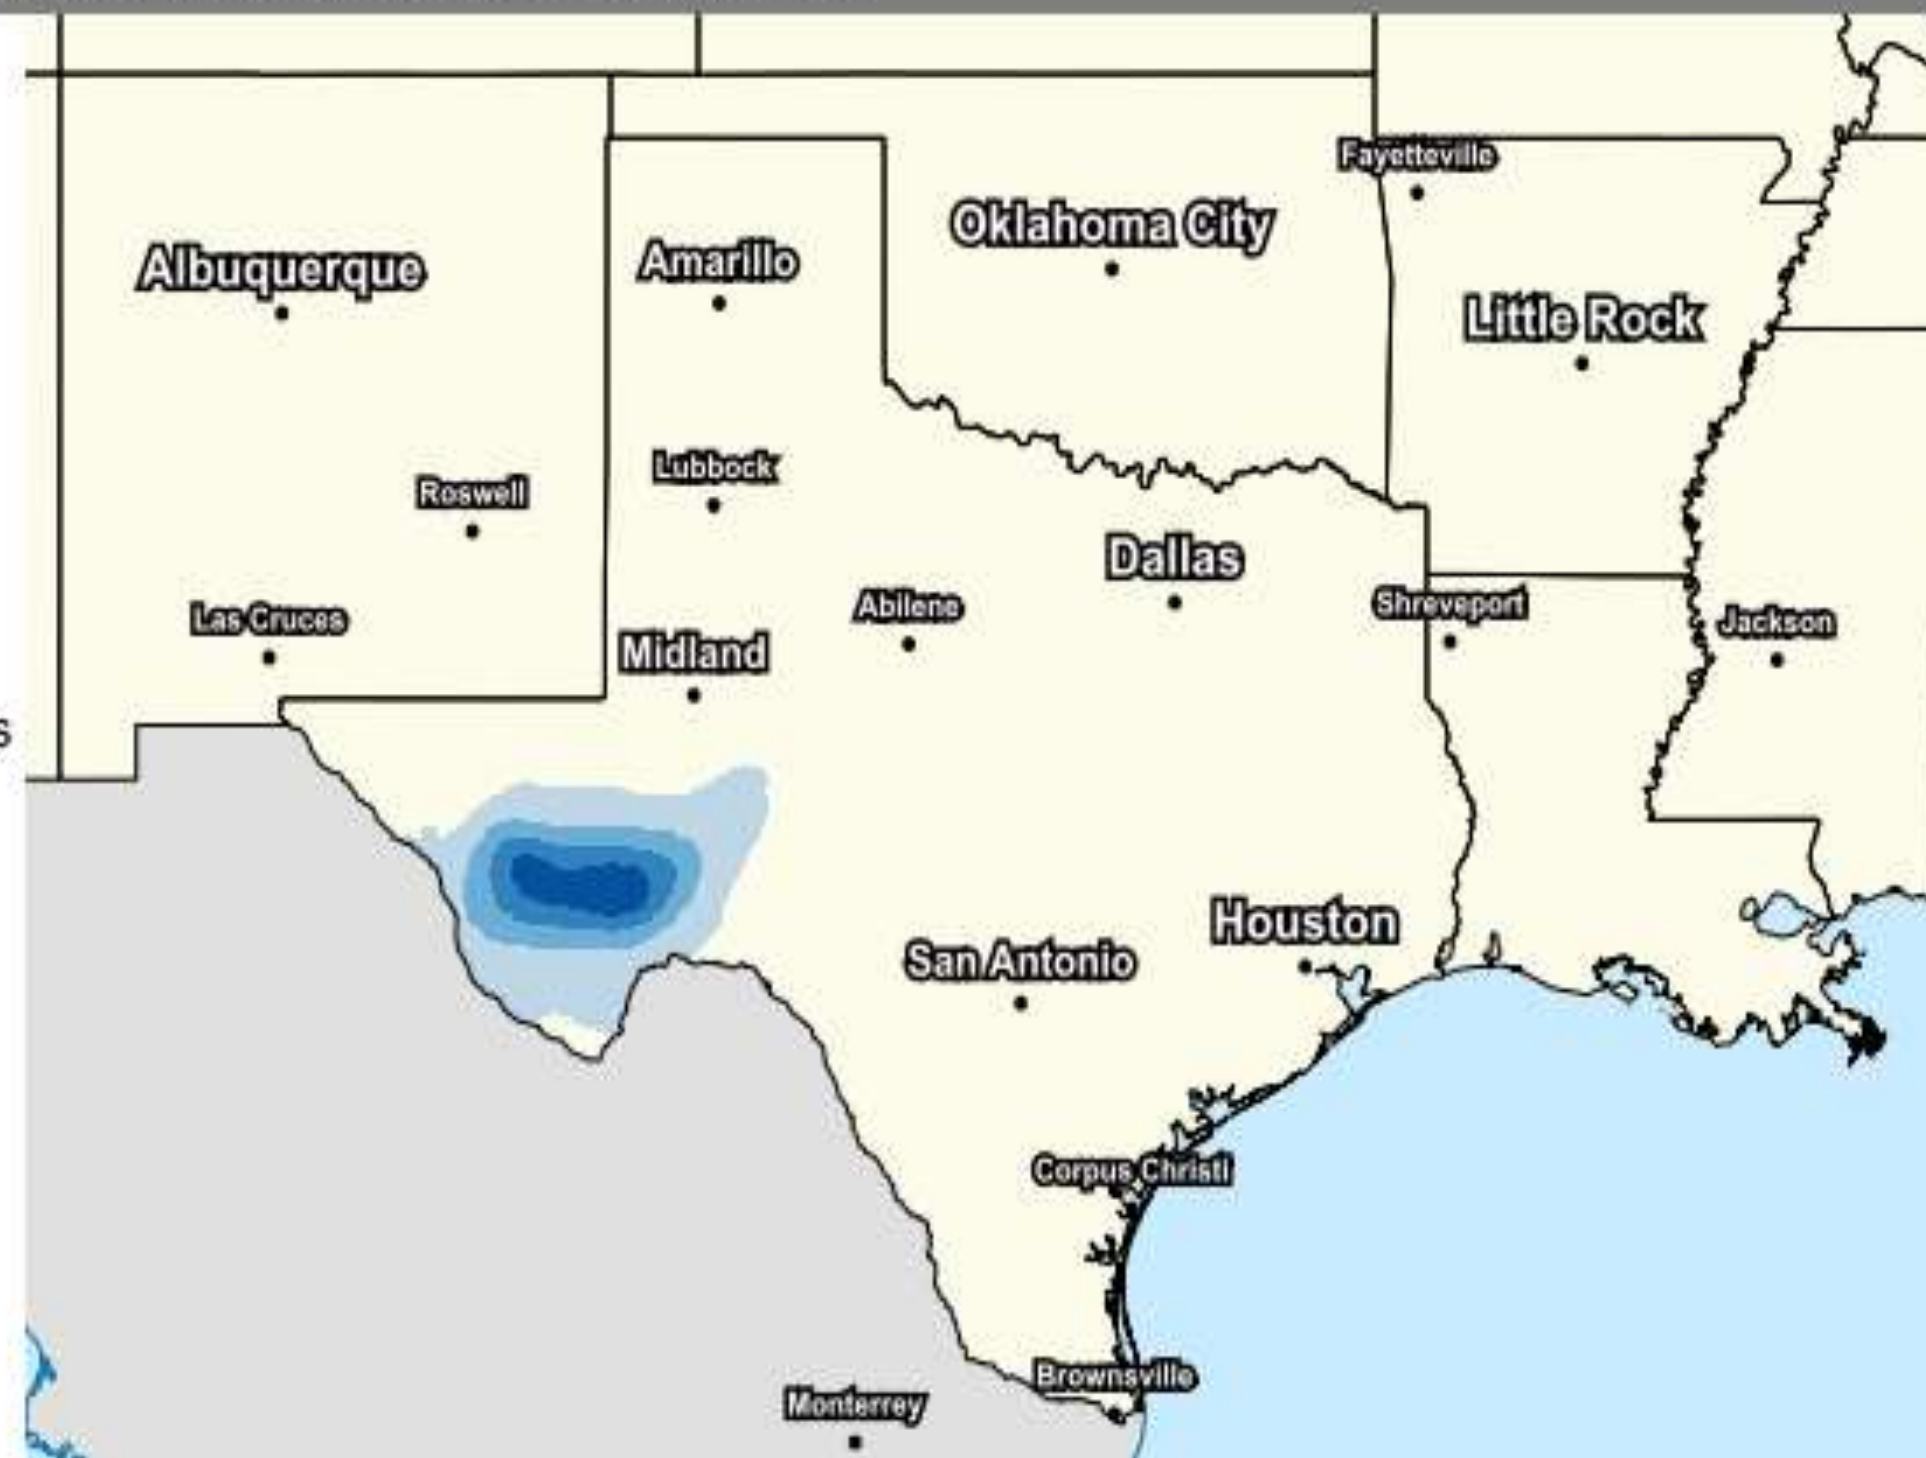 Fayetteville
Oklahoma City
Albuquerque
Amarillo
Little Rock
Lubbock
Roswell
Dallas
Abilene
Shreveport
Las Cruces
Jackson
Midland
s
Houston
San Antonio
Corpus Christi
Brownsville
Monterrey